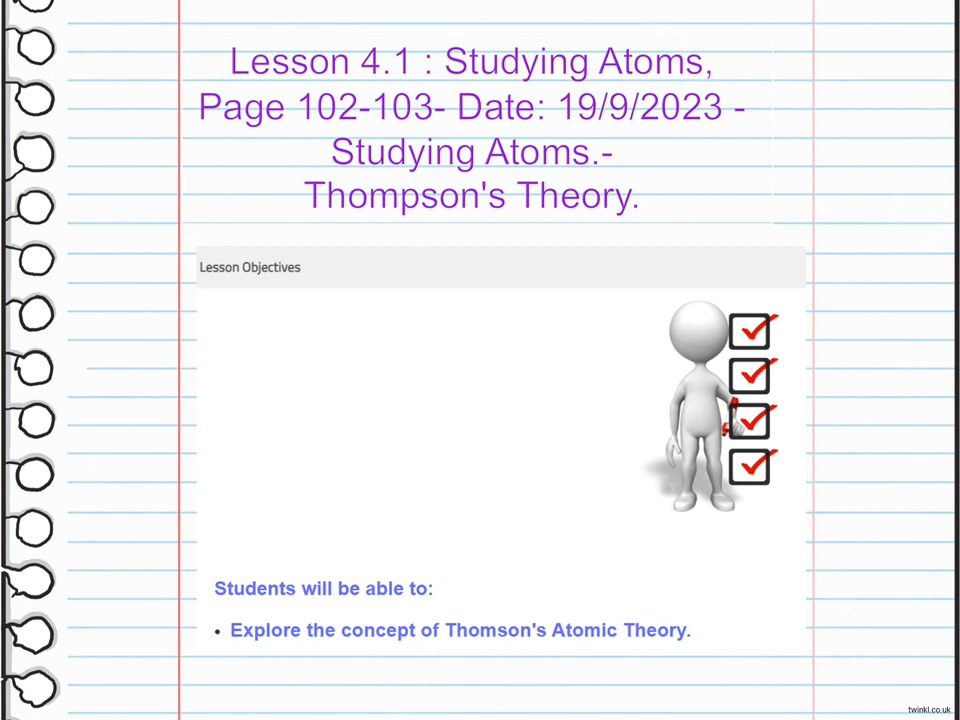 Lesson 4.1 : Studying Atoms,
Page 102-103- Date: 19/9/2023 -
Studying Atoms.-
Thompson's Theory.
Lesson Objectives
Students will be able to:
• Explore the concept of Thomson's Atomic Theory.
twinkl.co.uk